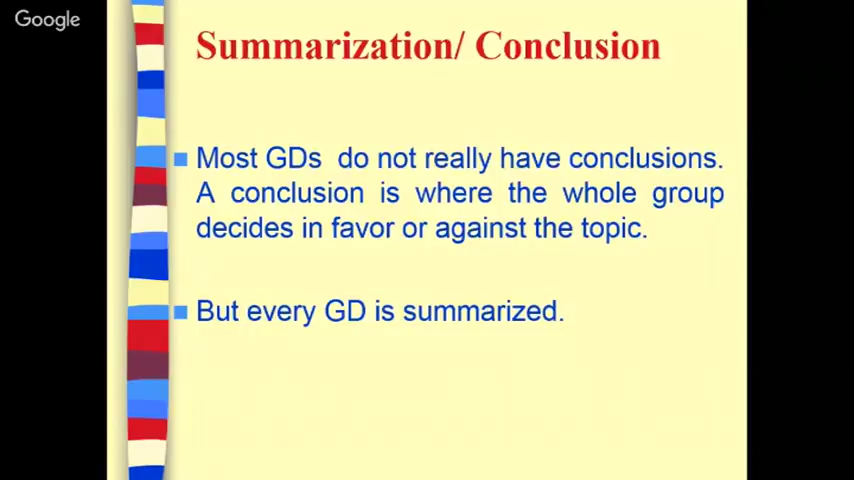 Google
Summarization/ Conclusion
Most GDs do not really have conclusions.
A conclusion is where the whole group
decides in favor or against the topic.
But every GD is summarized.